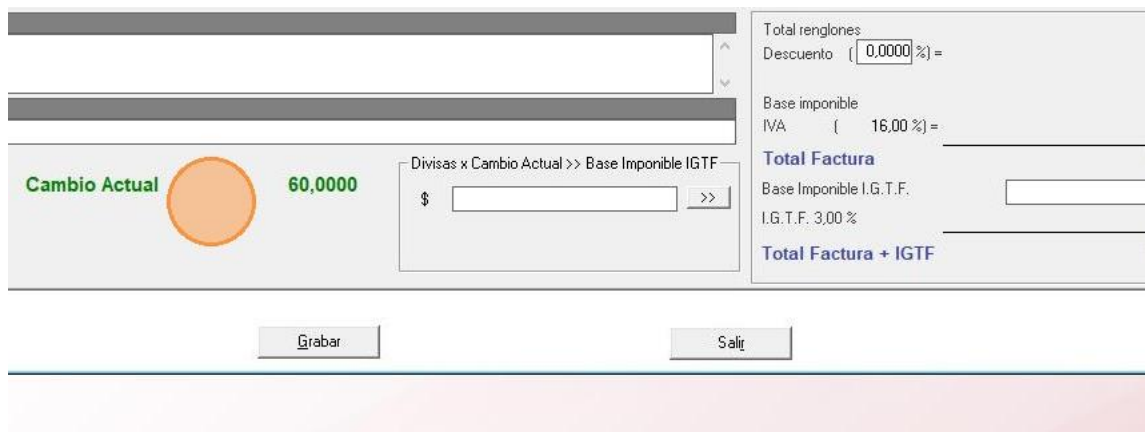 Total renglones
Descuento ( 0,0000 %) =
Base imponible
IVA ( 16,00 %) =
Cambio Actual 60,0000
Divisas x Cambio Actual >> Base Imponible IGTF
$ >>
Total Factura
Base Imponible I.G.T.F.
I.G.T.F. 3,00 %
Total Factura + IGTF
Grabar Salir